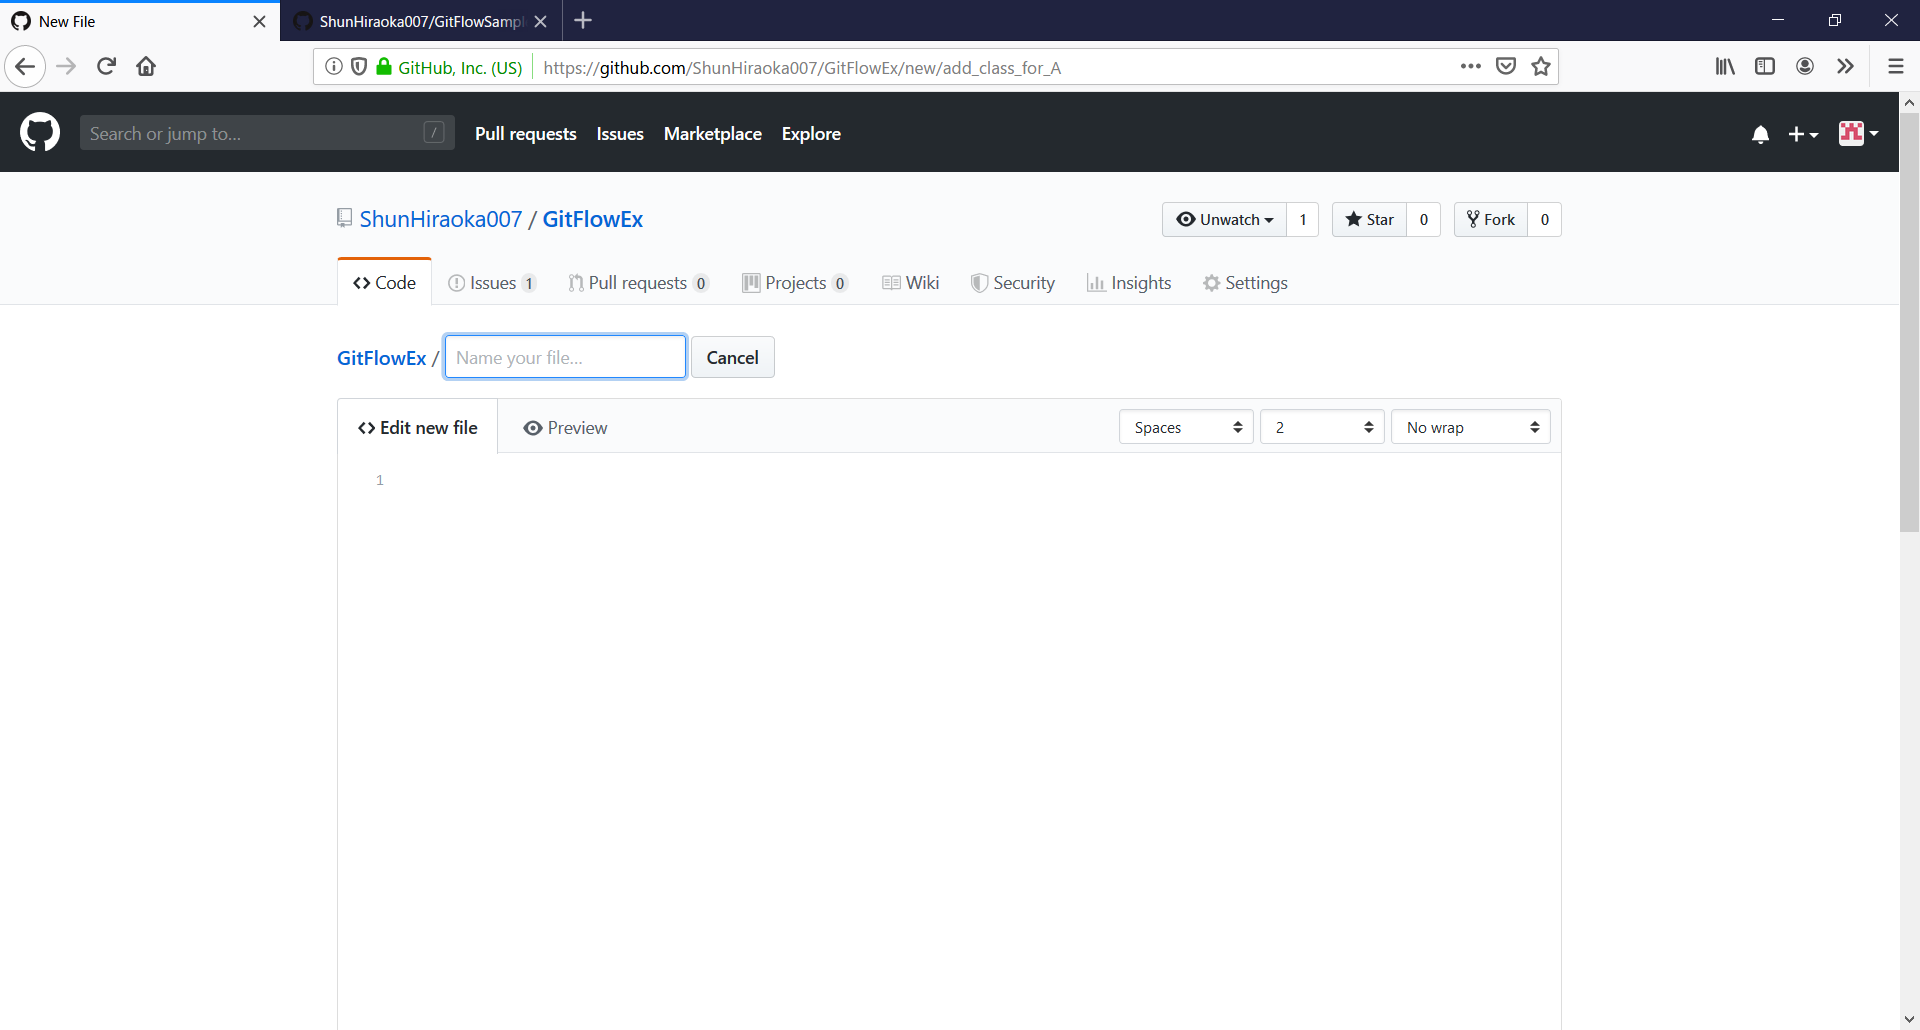 New File
ShunHiraoka007/GitFlowSampl
GitHub, Inc. (US)
https://github.com/ShunHiraoka007/GitFlowEx/new/add_class_for_A
Search or jump to...
/
Pull requests
Issues
Marketplace
Explore
ShunHiraoka007 / GitFlowEx
Unwatch 1
Star 0
Fork 0
Code
Issues 1
Pull requests 0
Projects 0
Wiki
Security
Insights
Settings
GitFlowEx /
Name your file...
Cancel
Edit new file
Preview
Spaces
2
No wrap
1